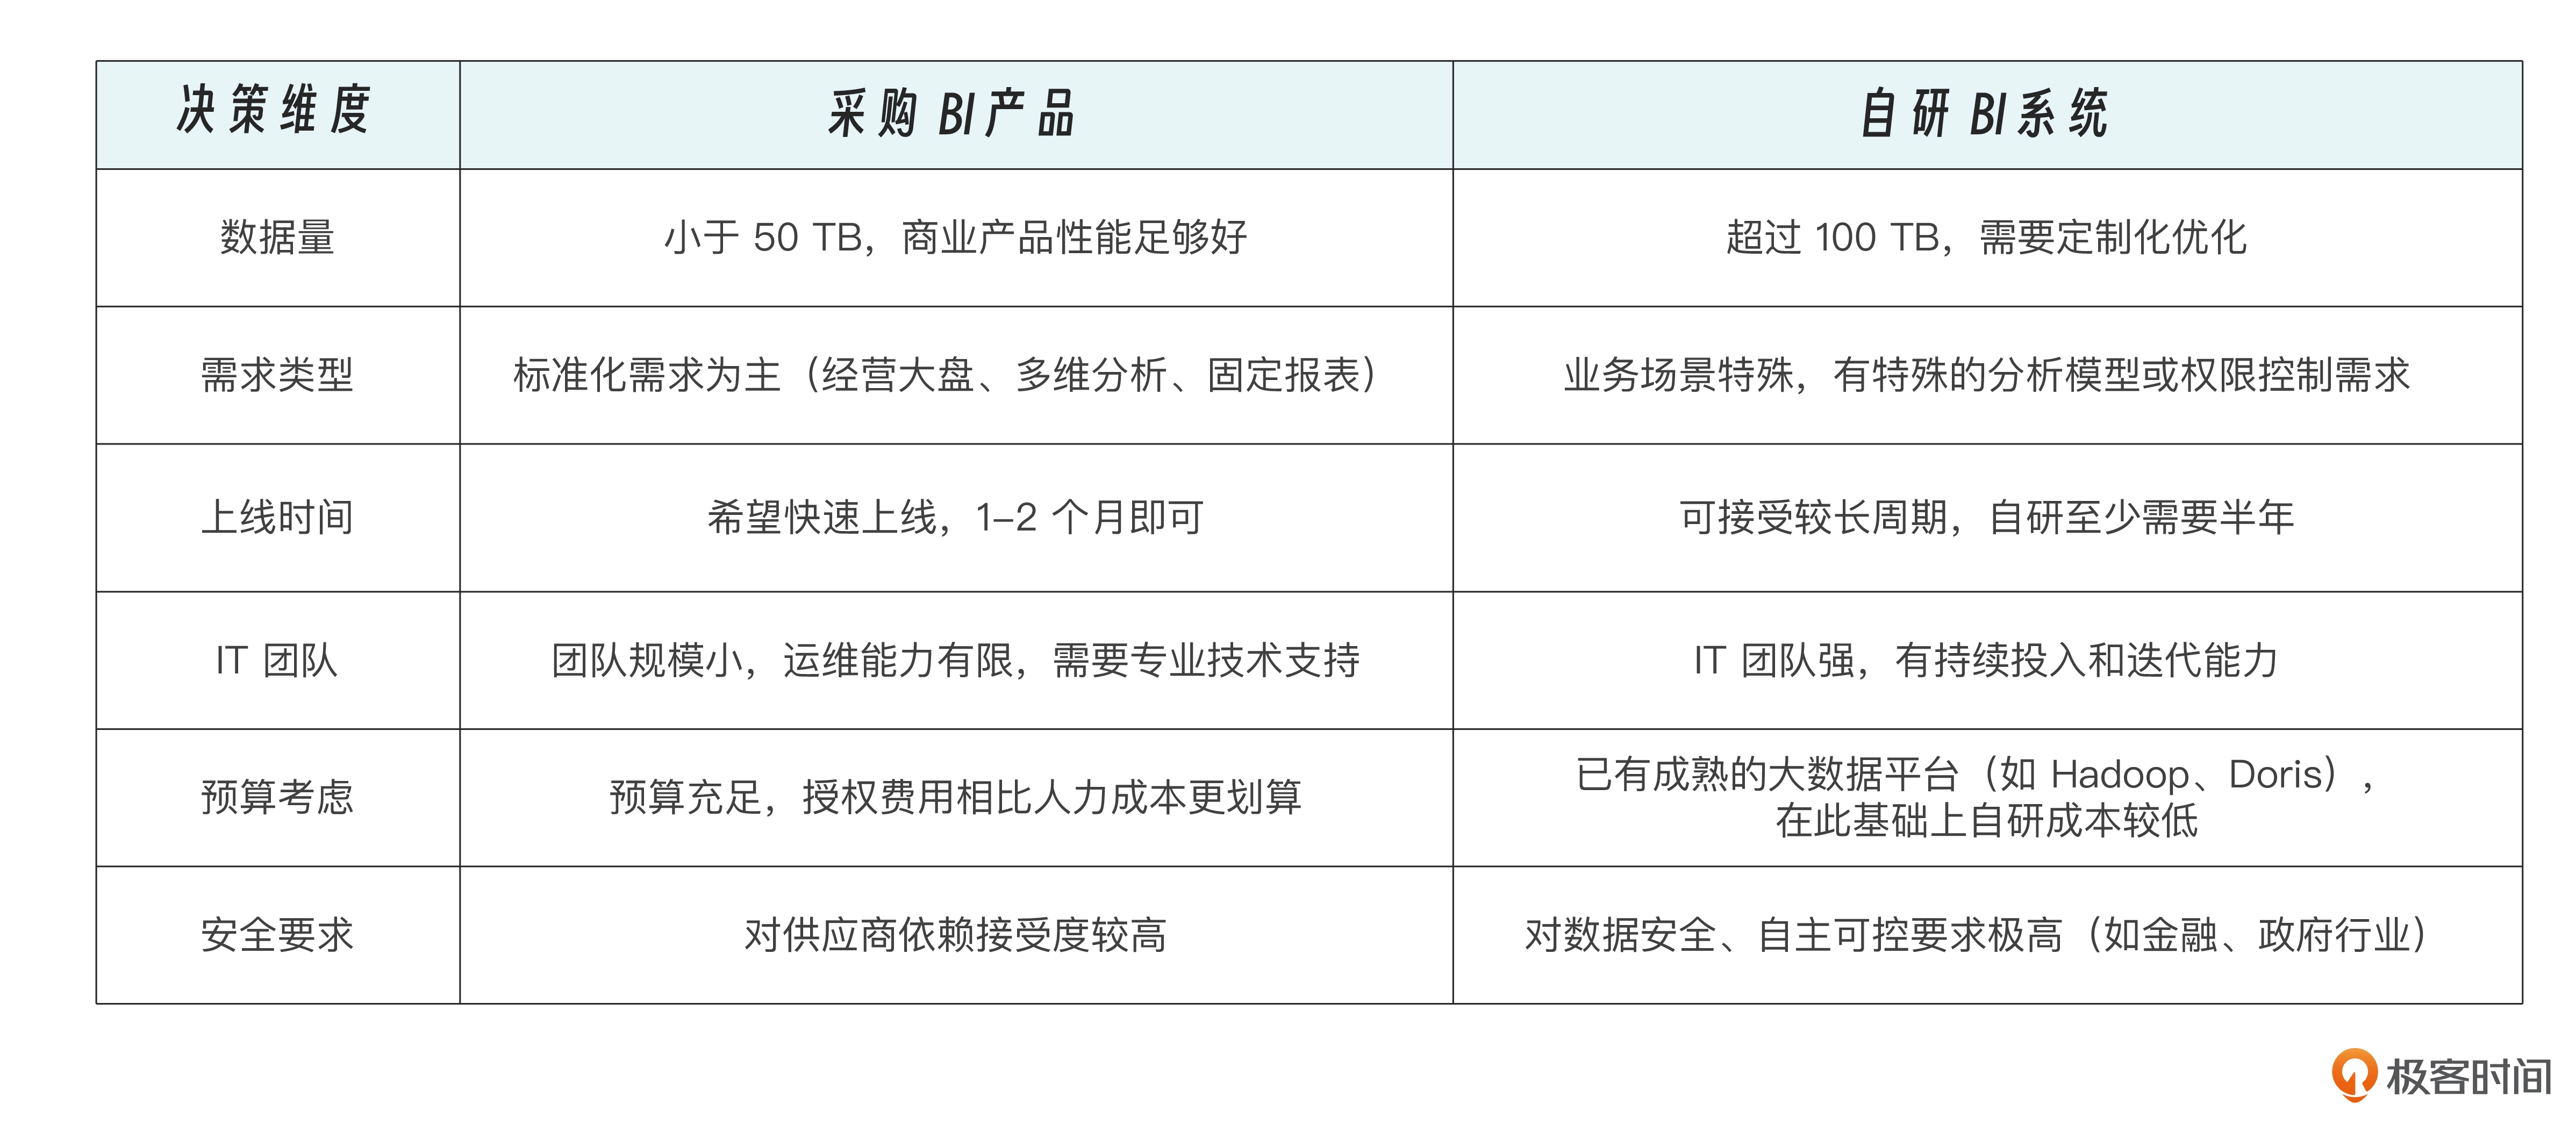 决策维度
采购 BI产品
自研 BI系统
数据量
小于 50 TB，商业产品性能足够好
超过 100 TB，需要定制化优化
需求类型
标准化需求为主（经营大盘、多维分析、固定报表）
业务场景特殊，有特殊的分析模型或权限控制需求
上线时间
希望快速上线，1–2 个月即可
可接受较长周期，自研至少需要半年
IT 团队
团队规模小，运维能力有限，需要专业技术支持
IT 团队强，有持续投入和迭代能力
预算考虑
预算充足，授权费用相比人力成本更划算
已有成熟的大数据平台（如 Hadoop、Doris），
在此基础上自研成本较低
安全要求
对供应商依赖接受度较高
对数据安全、自主可控要求极高（如金融、政府行业）
极客时间